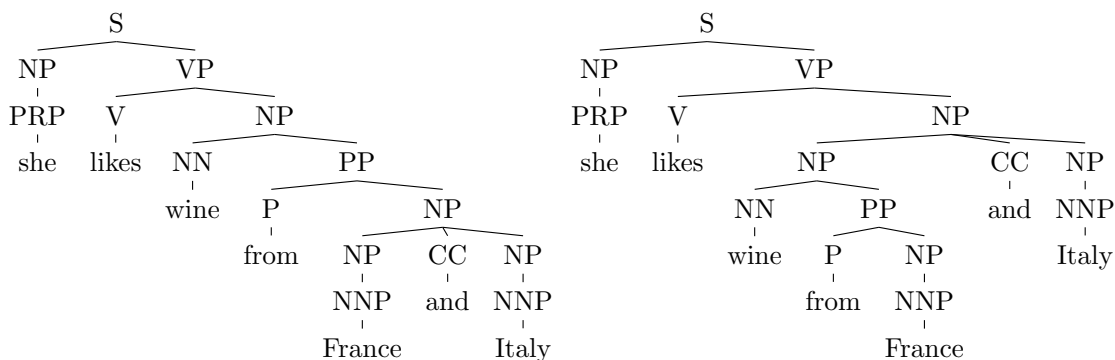 S S
NP VP NP VP
PRP V NP PRP V NP
she likes NN PP she likes NP CC NP
wine P NP NN PP and NNP
from NP CC NP wine P NP Italy
NNP and NNP from NNP
France Italy France